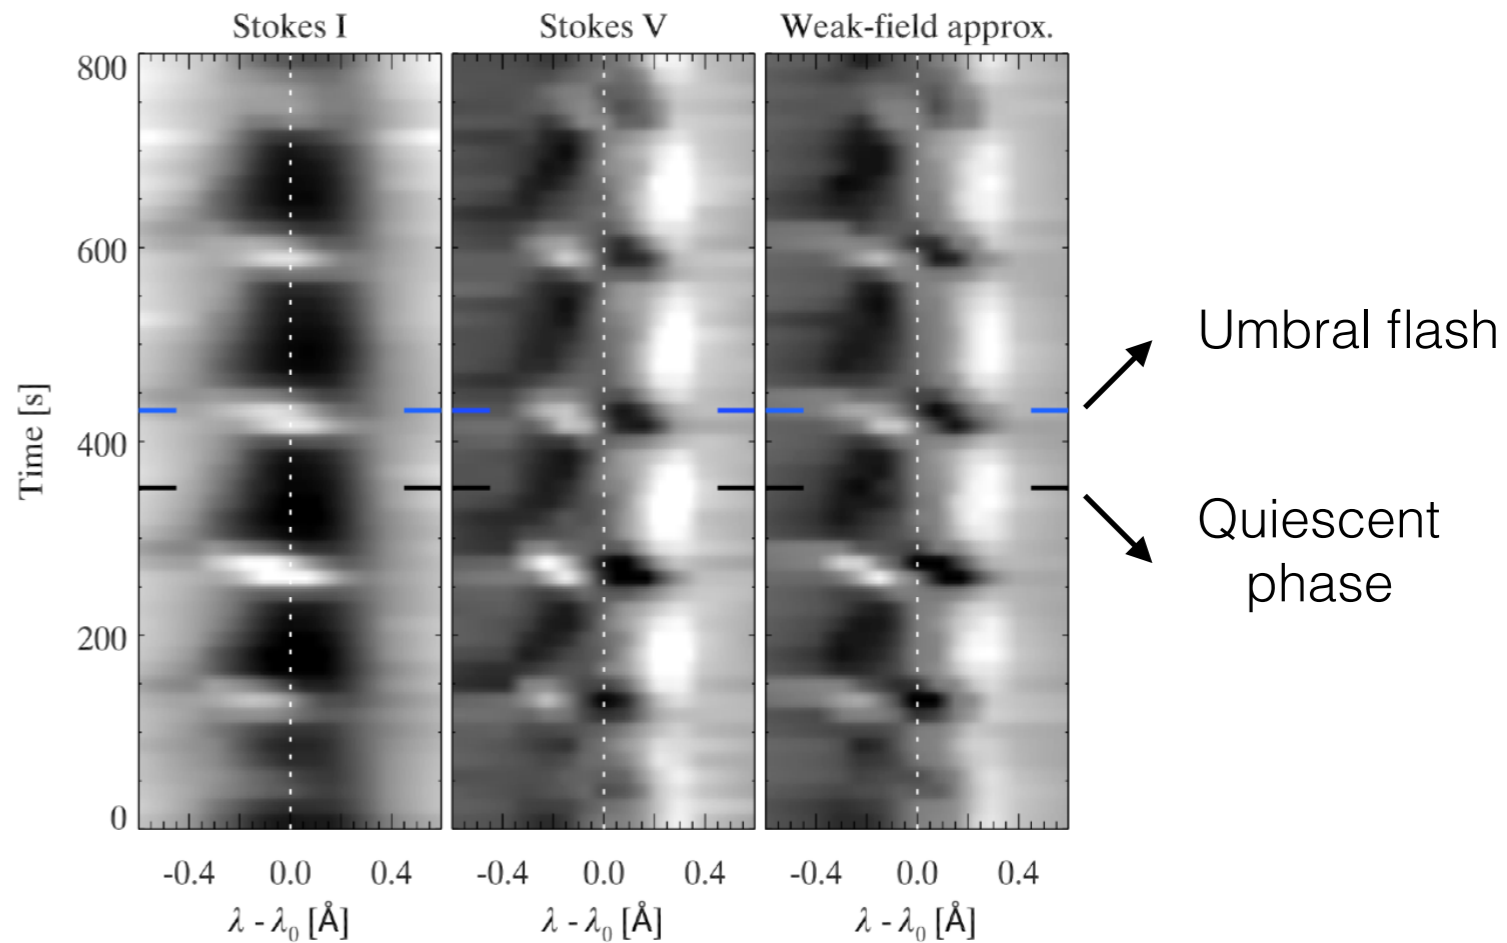 Stokes I
Stokes V
Weak-field approx.
800
600
400
200
0
Time [s]
-0.4 0.0 0.4
-0.4 0.0 0.4
-0.4 0.0 0.4
λ - λ₀ [Å]
λ - λ₀ [Å]
λ - λ₀ [Å]
Umbral flash
Quiescent
phase